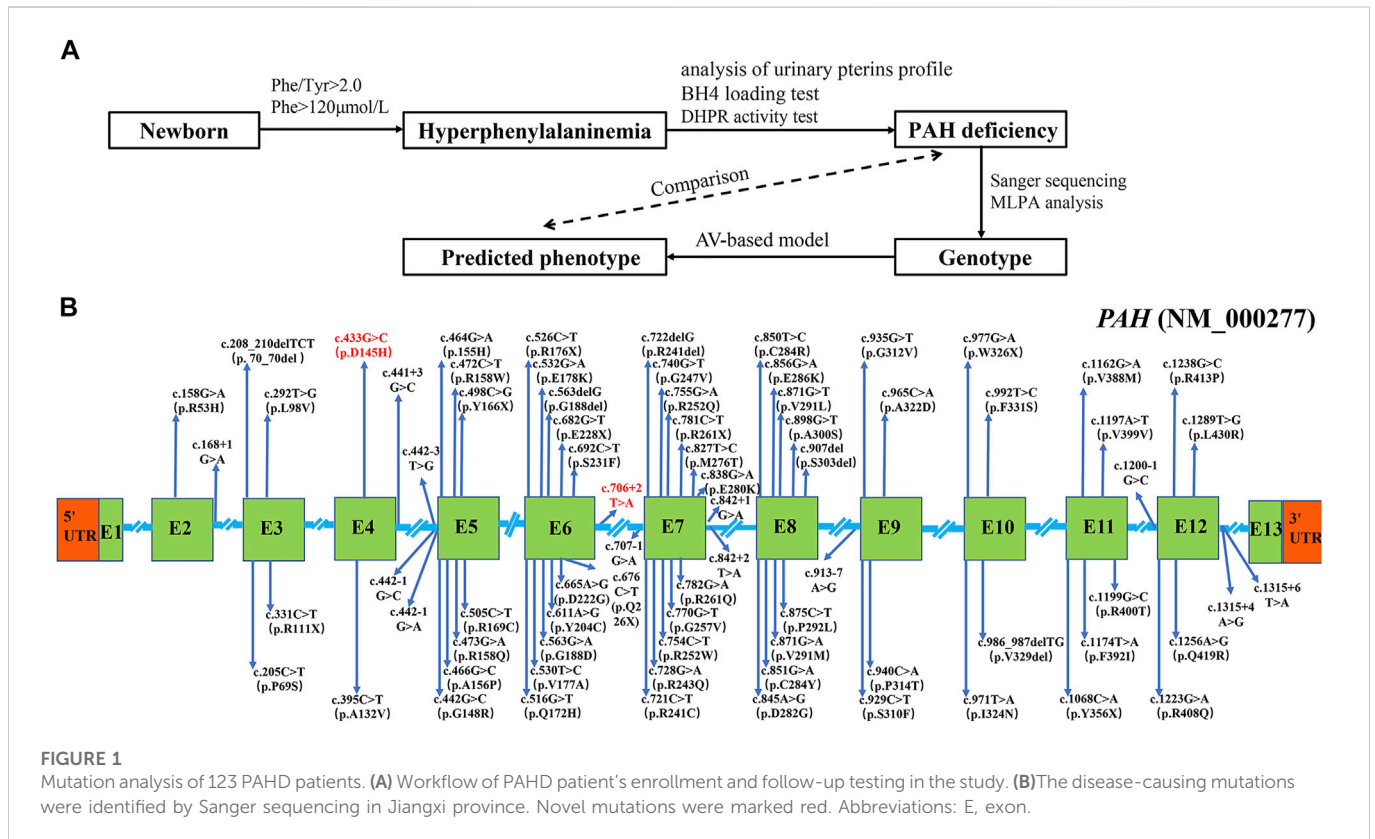 A
Newborn
Phe/Tyr>2.0
Phe>120μmol/L
Hyperphenylalaninemia
analysis of urinary pterins profile
BH4 loading test
DHPR activity test
PAH deficiency
Comparison
Sanger sequencing
MLPA analysis
Predicted phenotype
AV-based model
Genotype
B
PAH (NM_000277)
c.158G>A
(p.R53H)
c.168+1
G>A
c.208_210delTCT
(p. 70_70del)
c.292T>G
(p.L98V)
c.433G>C
(p.D145H)
c.441+3
G>C
c.442-3
T>G
c.464G>A
(p.155H)
c.472C>T
(p.R158W)
c.498C>G
(p.Y166X)
c.526C>T
(p.R176X)
c.532G>A
(p.E178K)
c.563delG
(p.G188del)
c.682G>T
(p.E228X)
c.692C>T
(p.S231F)
c.706+2
T>A
c.722delG
(p.R241del)
c.740G>T
(p.G247V)
c.755G>A
(p.R252Q)
c.781C>T
(p.R261X)
c.827T>C
(p.M276T)
c.838G>A
(p.E280K)
c.842+1
G>A
c.850T>C
(p.C284R)
c.856G>A
(p.E286K)
c.871G>T
(p.V291L)
c.898G>T
(p.A300S)
c.907del
(p.S303del)
c.935G>T
(p.G312V)
c.965C>A
(p.A322D)
c.977G>A
(p.W326X)
c.992T>C
(p.F331S)
c.1162G>A
(p.V388M)
c.1197A>T
(p.V399V)
c.1200-1
G>C
c.1238G>C
(p.R413P)
c.1289T>G
(p.L430R)
5' UTR E1 E2 E3 E4 E5 E6 E7 E8 E9 E10 E11 E12 E13 3' UTR
c.331C>T
(p.R111X)
c.205C>T
(p.P69S)
c.395C>T
(p.A132V)
c.442-1
G>C
c.442-1
G>A
c.505C>T
(p.R169C)
c.473G>A
(p.R158Q)
c.466G>C
(p.A156P)
c.442G>C
(p.G148R)
c.707-1
G>A
c.676
C>T
(p.Q2
26X)
c.665A>G
(p.D222G)
c.611A>G
(p.Y204C)
c.563G>A
(p.G188D)
c.530T>C
(p.V177A)
c.516G>T
(p.Q172H)
c.842+2
T>A
c.782G>A
(p.R261Q)
c.770G>T
(p.G257V)
c.754C>T
(p.R252W)
c.728G>A
(p.R243Q)
c.721C>T
(p.R241C)
c.913-7
A>G
c.875C>T
(p.P292L)
c.871G>A
(p.V291M)
c.851G>A
(p.C284Y)
c.845A>G
(p.D282G)
c.940C>A
(p.P314T)
c.929C>T
(p.S310F)
c.986_987delTG
(p.V329del)
c.971T>A
(p.I324N)
c.1199G>C
(p.R400T)
c.1174T>A
(p.F392I)
c.1068C>A
(p.Y356X)
c.1315+6
T>A
c.1315+4
A>G
c.1256A>G
(p.Q419R)
c.1223G>A
(p.R408Q)
FIGURE 1
Mutation analysis of 123 PAHD patients. (A) Workflow of PAHD patient's enrollment and follow-up testing in the study. (B)The disease-causing mutations
were identified by Sanger sequencing in Jiangxi province. Novel mutations were marked red. Abbreviations: E, exon.